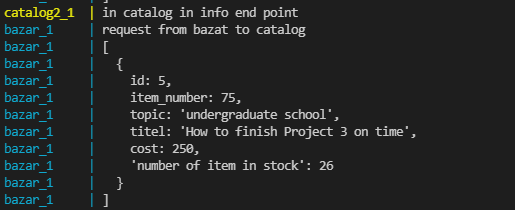 catalog2_1 | in catalog in info end point
bazar_1 | request from bazat to catalog
bazar_1 | [
bazar_1 | {
bazar_1 | id: 5,
bazar_1 | item_number: 75,
bazar_1 | topic: 'undergraduate school',
bazar_1 | titel: 'How to finish Project 3 on time',
bazar_1 | cost: 250,
bazar_1 | 'number of item in stock': 26
bazar_1 | }
bazar_1 | ]